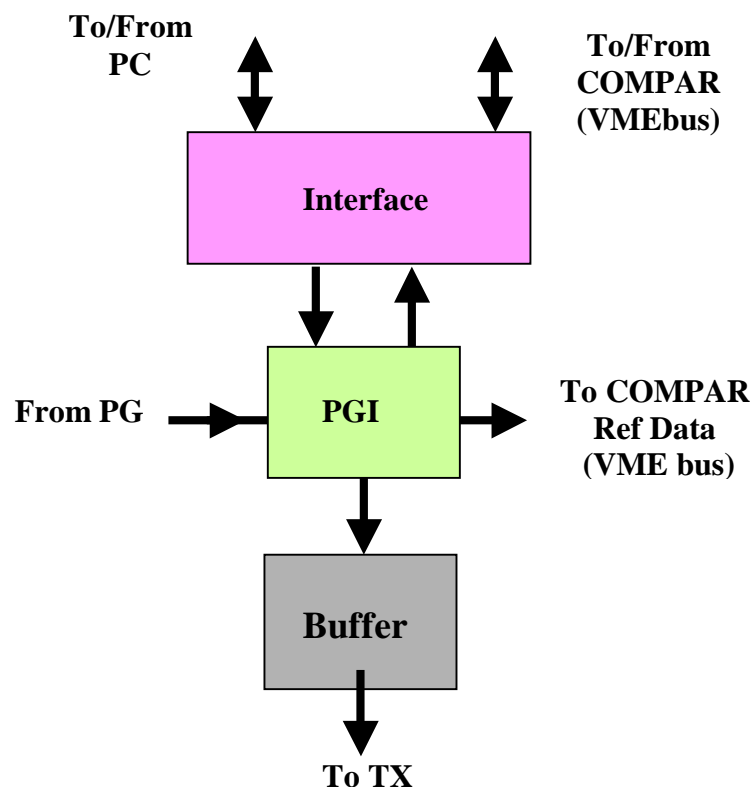 To/From
PC
To/From
COMPAR
(VMEbus)
Interface
From PG
PGI
To COMPAR
Ref Data
(VME bus)
Buffer
To TX